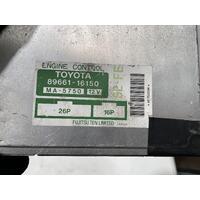 ENGINE CONTROL
TOYOTA
89661-16150
MA-5750 12V
26P 16P
FUJITSU TEN LIMITED